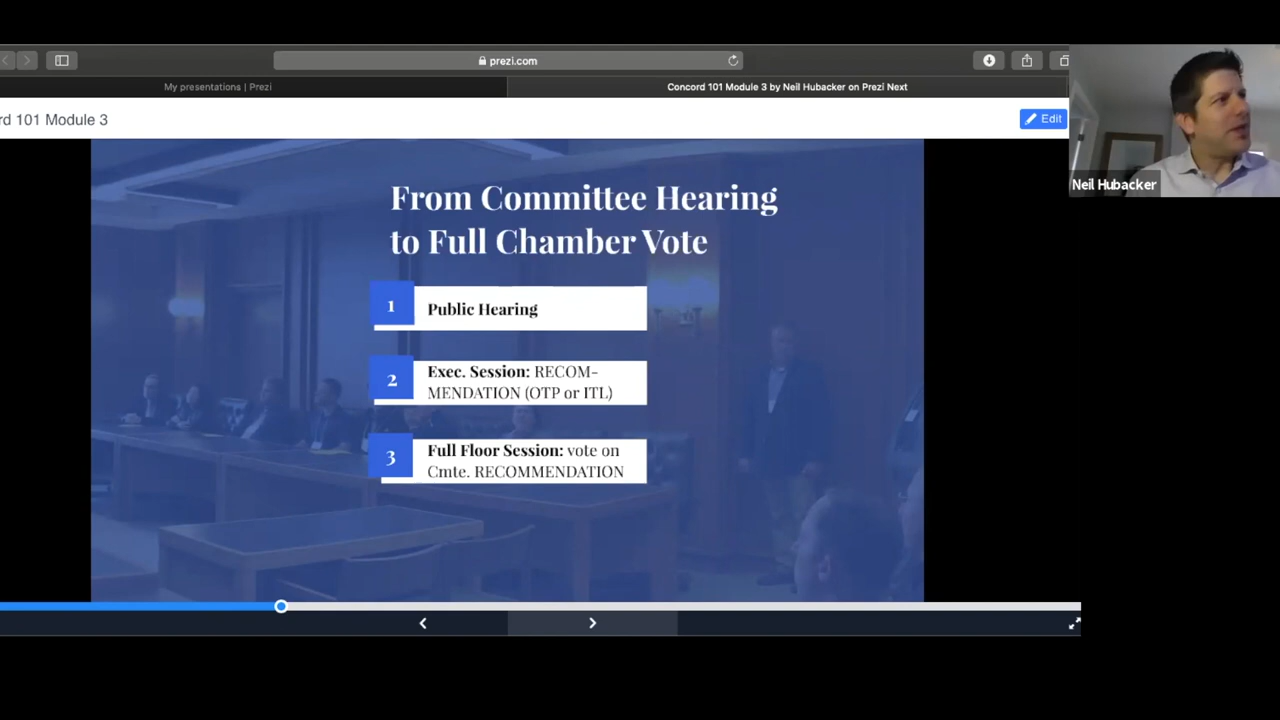 prezi.com
My presentations | Prezi
Concord 101 Module 3 by Neil Hubacker on Prezi Next
rd 101 Module 3
Edit
Neil Hubacker
From Committee Hearing
to Full Chamber Vote
1
Public Hearing
2
Exec. Session: RECOM-
MENDATION (OTP or ITL)
3
Full Floor Session: vote on
Cmte. RECOMMENDATION